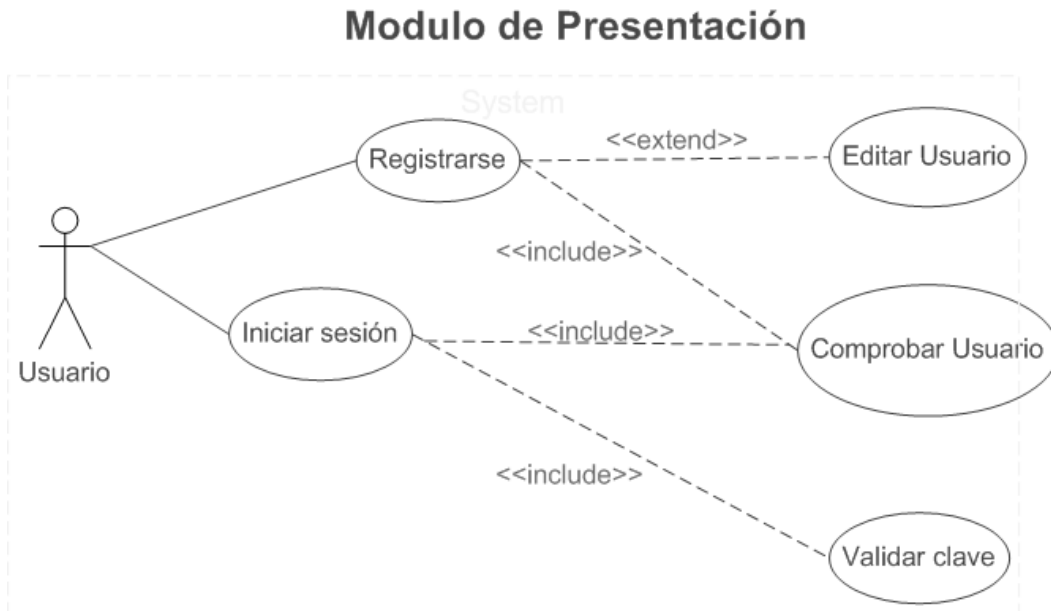 Modulo de Presentación
System
Registrarse
<<extend>>
Editar Usuario
<<include>>
Iniciar sesión
<<include>>
Comprobar Usuario
Usuario
<<include>>
Validar clave